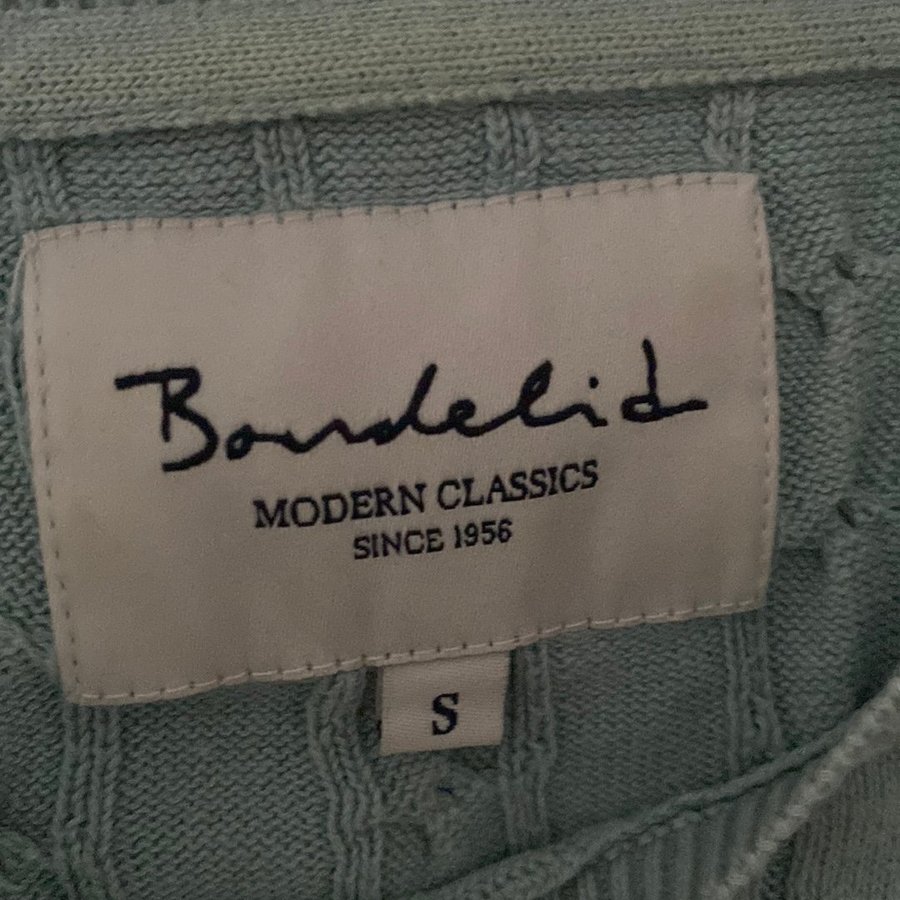 Bondelid
MODERN CLASSICS
SINCE 1956
S